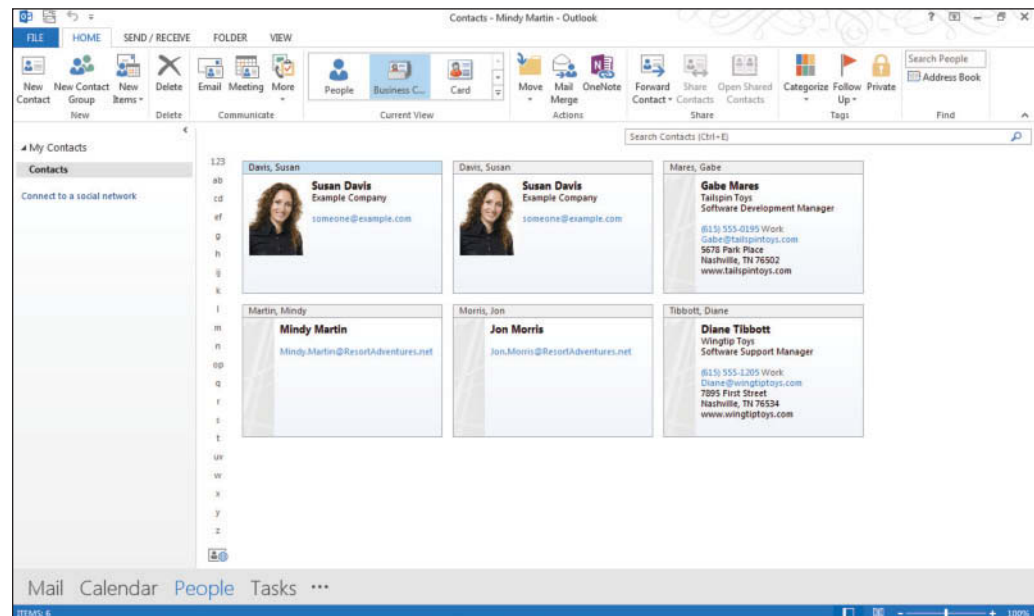 Contacts - Mindy Martin - Outlook
FILE HOME SEND / RECEIVE FOLDER VIEW
New Contact
New Contact Group
New Items
Delete
Email
Meeting
More
People
Business C...
Card
Move
Mail Merge
OneNote
Forward Contact
Share Contacts
Open Shared Contacts
Categorize
Follow Up
Private
Search People
Address Book
New
Delete
Communicate
Current View
Actions
Share
Tags
Find
My Contacts
Contacts
Connect to a social network
Search Contacts (Ctrl+E)
123
ab
cd
ef
g
h
ij
k
l
m
n
op
q
r
s
t
uv
w
x
y
z
Davis, Susan
Susan Davis
Example Company
someone@example.com
Davis, Susan
Susan Davis
Example Company
someone@example.com
Mares, Gabe
Gabe Mares
Tailspin Toys
Software Development Manager
(615) 555-0195 Work
Gabe@tailspintoys.com
5678 Park Place
Nashville, TN 76502
www.tailspintoys.com
Martin, Mindy
Mindy Martin
Mindy.Martin@ResortAdventures.net
Morris, Jon
Jon Morris
Jon.Morris@ResortAdventures.net
Tibbott, Diane
Diane Tibbott
Wingtip Toys
Software Support Manager
(615) 555-1205 Work
Diane@wingtiptoys.com
7895 First Street
Nashville, TN 76534
www.wingtiptoys.com
Mail Calendar People Tasks •••
ITEMS: 6
100%